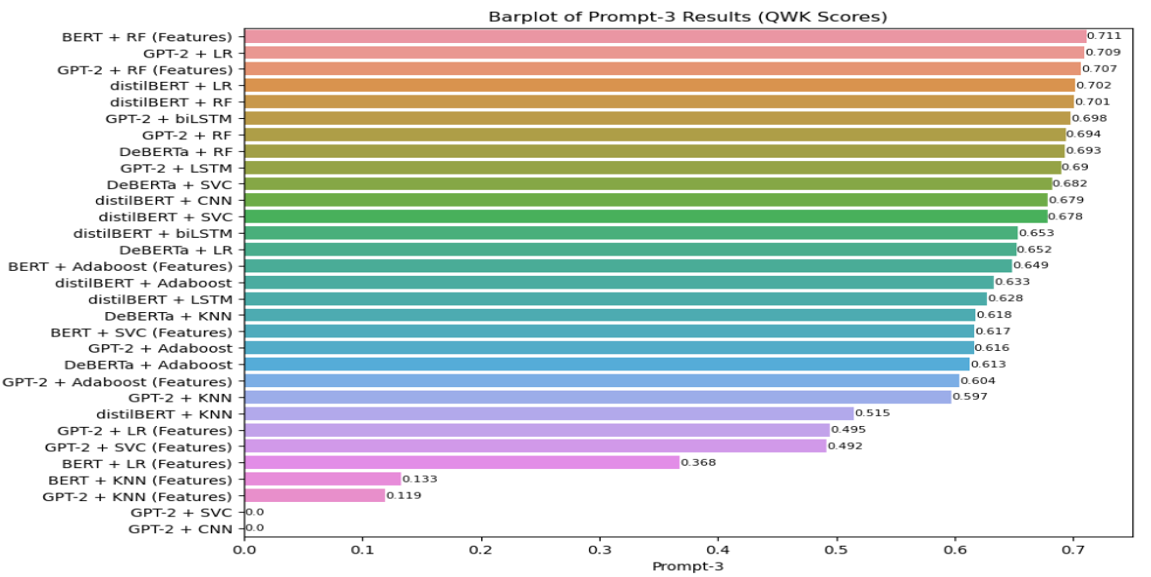 Barplot of Prompt-3 Results (QWK Scores)
BERT + RF (Features) 0.711
GPT-2 + LR 0.709
GPT-2 + RF (Features) 0.707
distilBERT + LR 0.702
distilBERT + RF 0.701
GPT-2 + biLSTM 0.698
GPT-2 + RF 0.694
DeBERTa + RF 0.693
GPT-2 + LSTM 0.69
DeBERTa + SVC 0.682
distilBERT + CNN 0.679
distilBERT + SVC 0.678
distilBERT + biLSTM 0.653
DeBERTa + LR 0.652
BERT + Adaboost (Features) 0.649
distilBERT + Adaboost 0.633
distilBERT + LSTM 0.628
DeBERTa + KNN 0.618
BERT + SVC (Features) 0.617
GPT-2 + Adaboost 0.616
DeBERTa + Adaboost 0.613
GPT-2 + Adaboost (Features) 0.604
GPT-2 + KNN 0.597
distilBERT + KNN 0.515
GPT-2 + LR (Features) 0.495
GPT-2 + SVC (Features) 0.492
BERT + LR (Features) 0.368
BERT + KNN (Features) 0.133
GPT-2 + KNN (Features) 0.119
GPT-2 + SVC 0.0
GPT-2 + CNN 0.0
0.0 0.1 0.2 0.3 0.4 0.5 0.6 0.7
Prompt-3